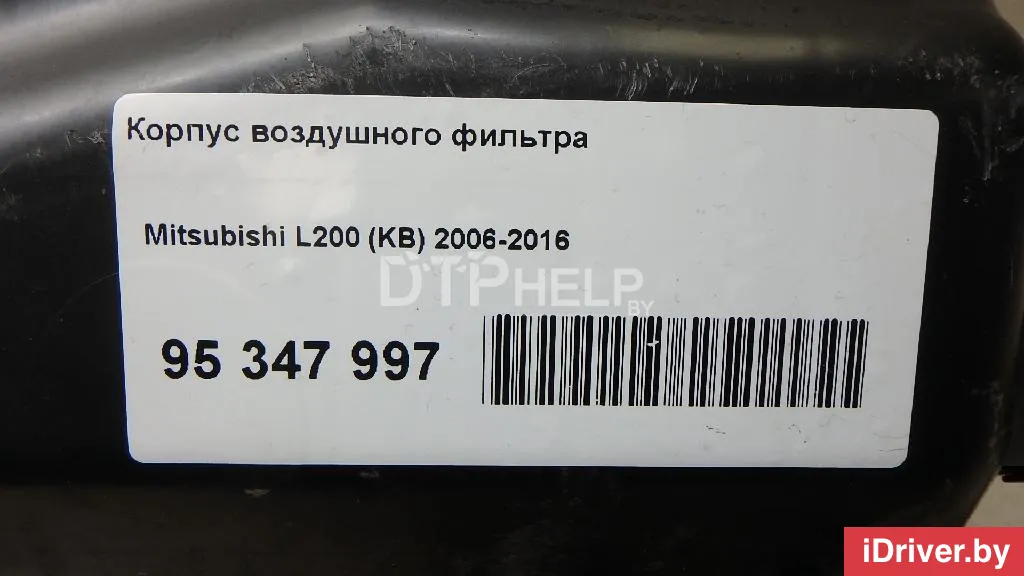 Корпус воздушного фильтра
Mitsubishi L200 (KB) 2006-2016
DTPHELP
BY
95 347 997
iDriver.by